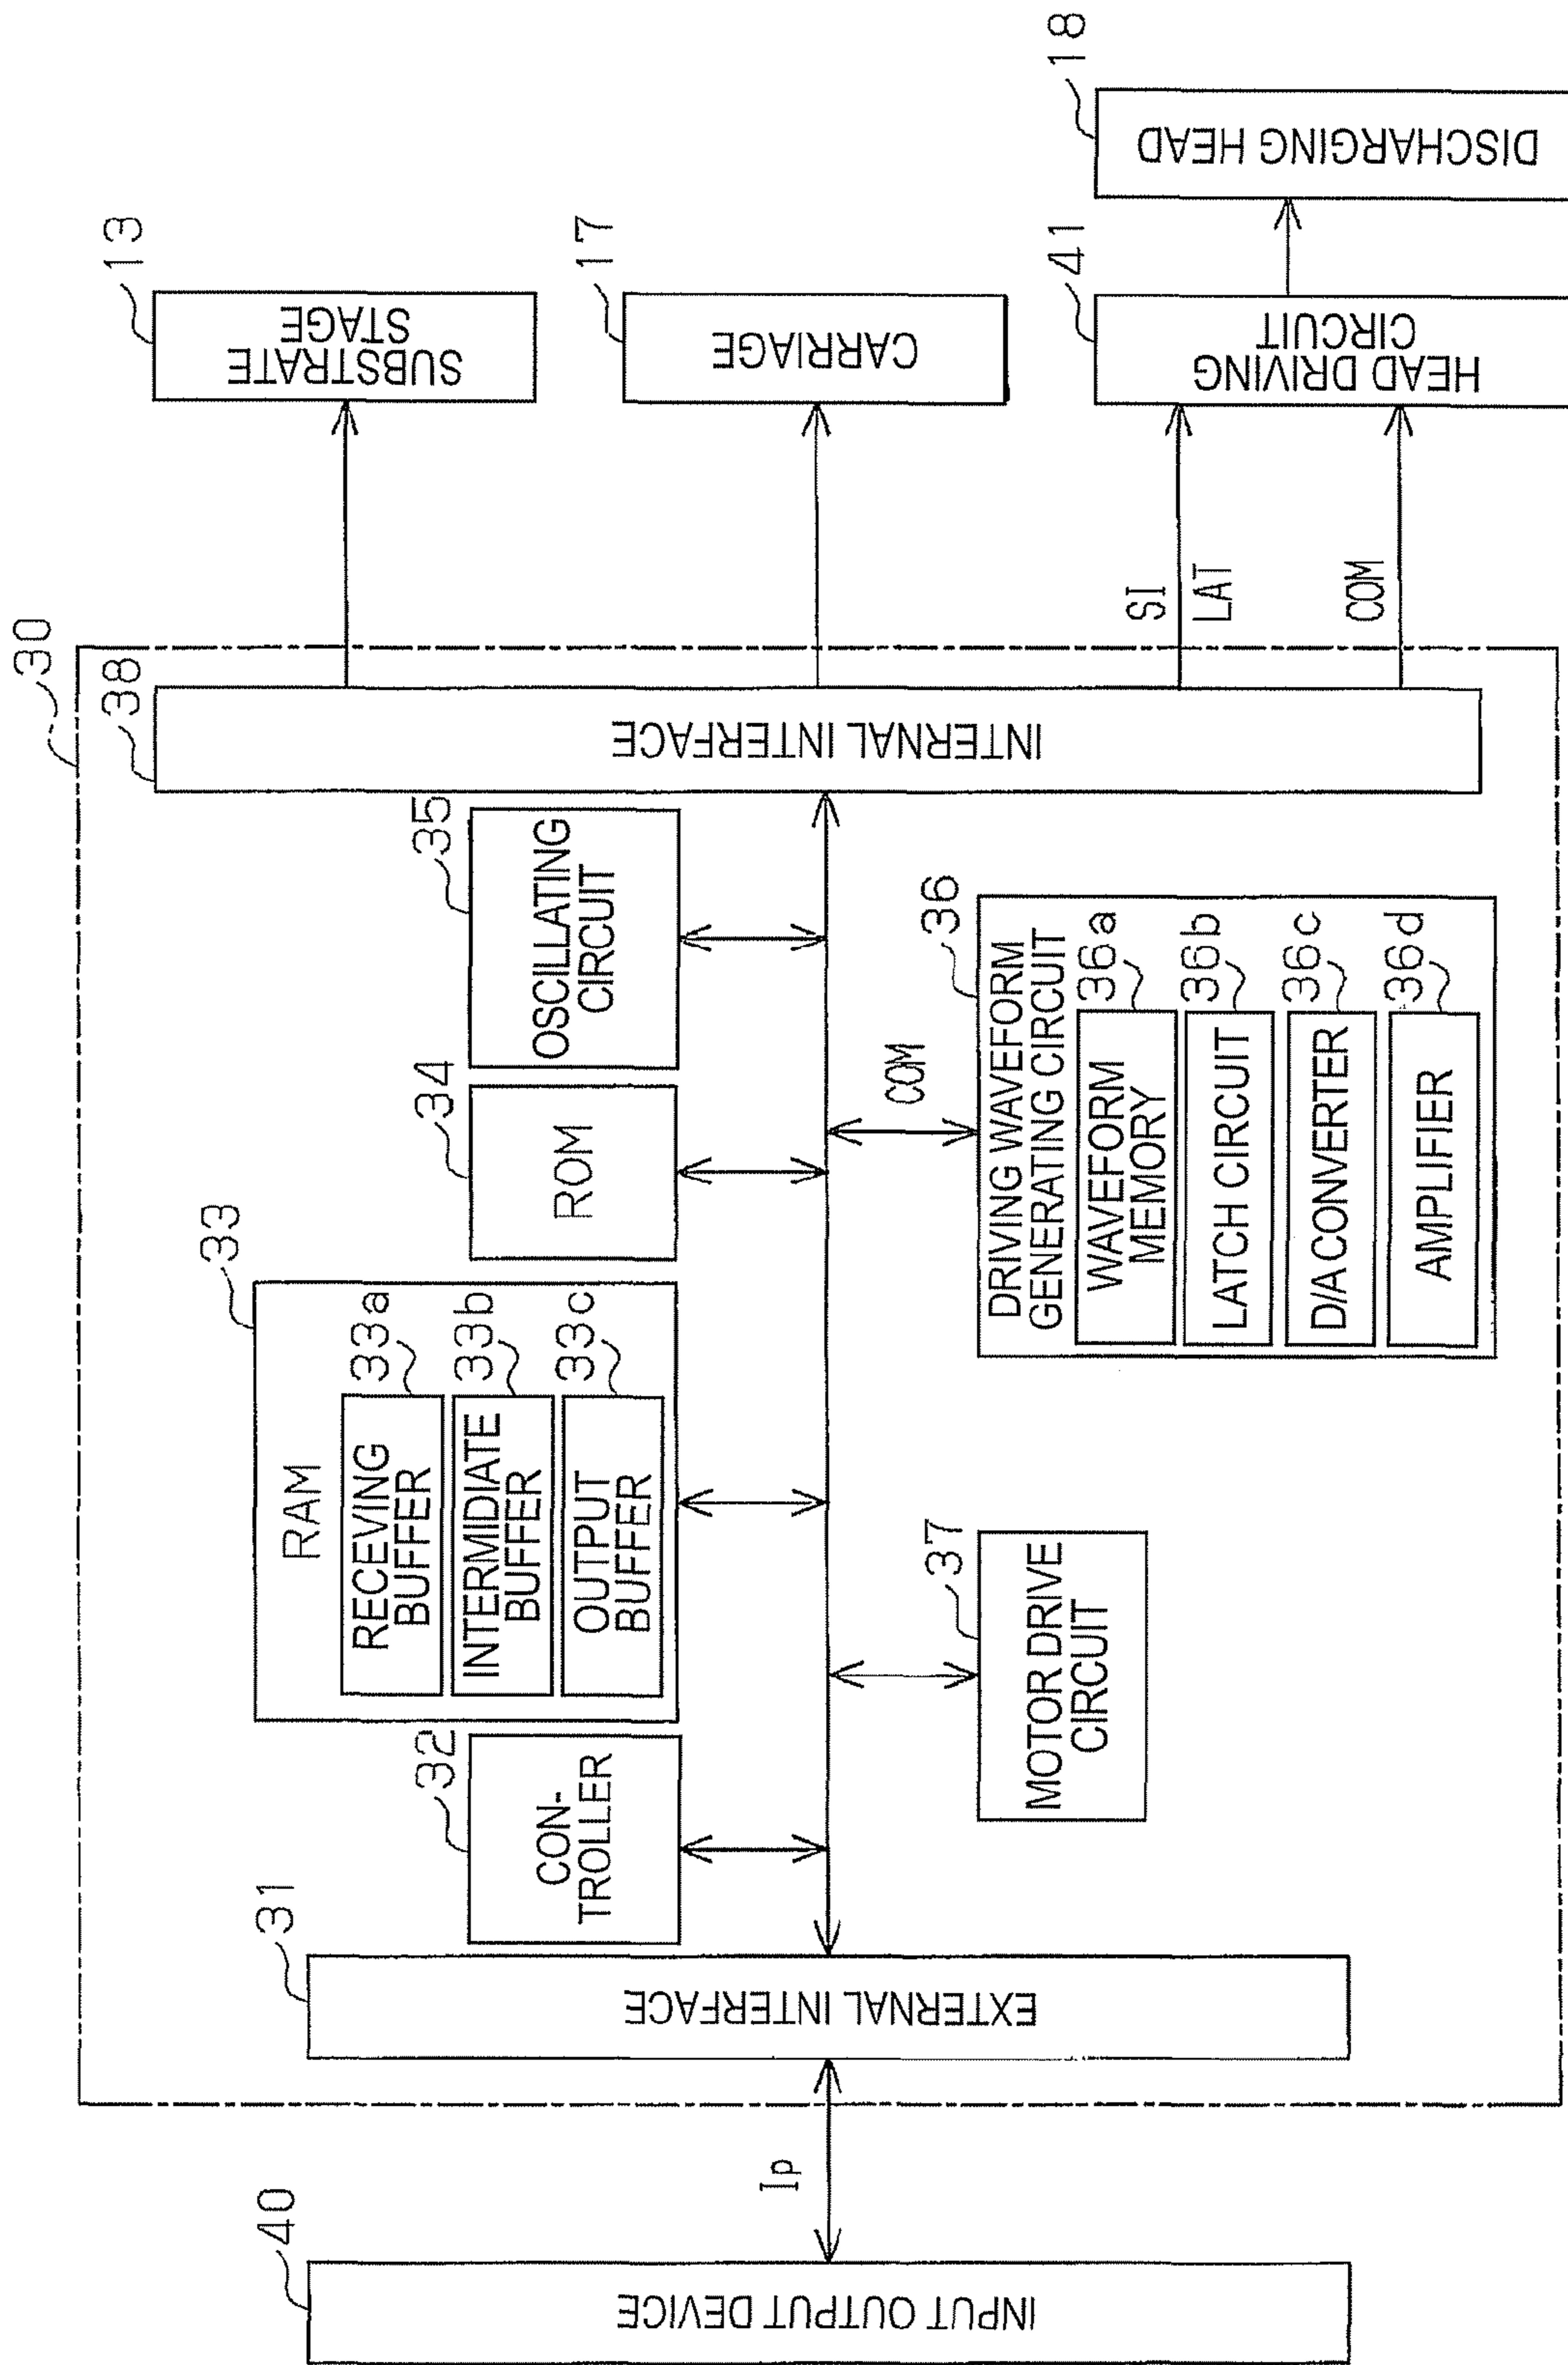 30
40
INPUT OUTPUT DEVICE
Ip
31
EXTERNAL INTERFACE
32
CON-
TROLLER
33
RAM
33a
RECEIVING
BUFFER
33b
INTERMIDIATE
BUFFER
33c
OUTPUT
BUFFER
34
ROM
35
OSCILLATING
CIRCUIT
37
MOTOR DRIVE
CIRCUIT
COM
36
DRIVING WAVEFORM
GENERATING CIRCUIT
36a
WAVEFORM
MEMORY
36b
LATCH CIRCUIT
36c
D/A CONVERTER
36d
AMPLIFIER
38
INTERNAL INTERFACE
13
SUBSTRATE
STAGE
17
CARRIAGE
SI
LAT
COM
41
HEAD DRIVING
CIRCUIT
18
DISCHARGING HEAD